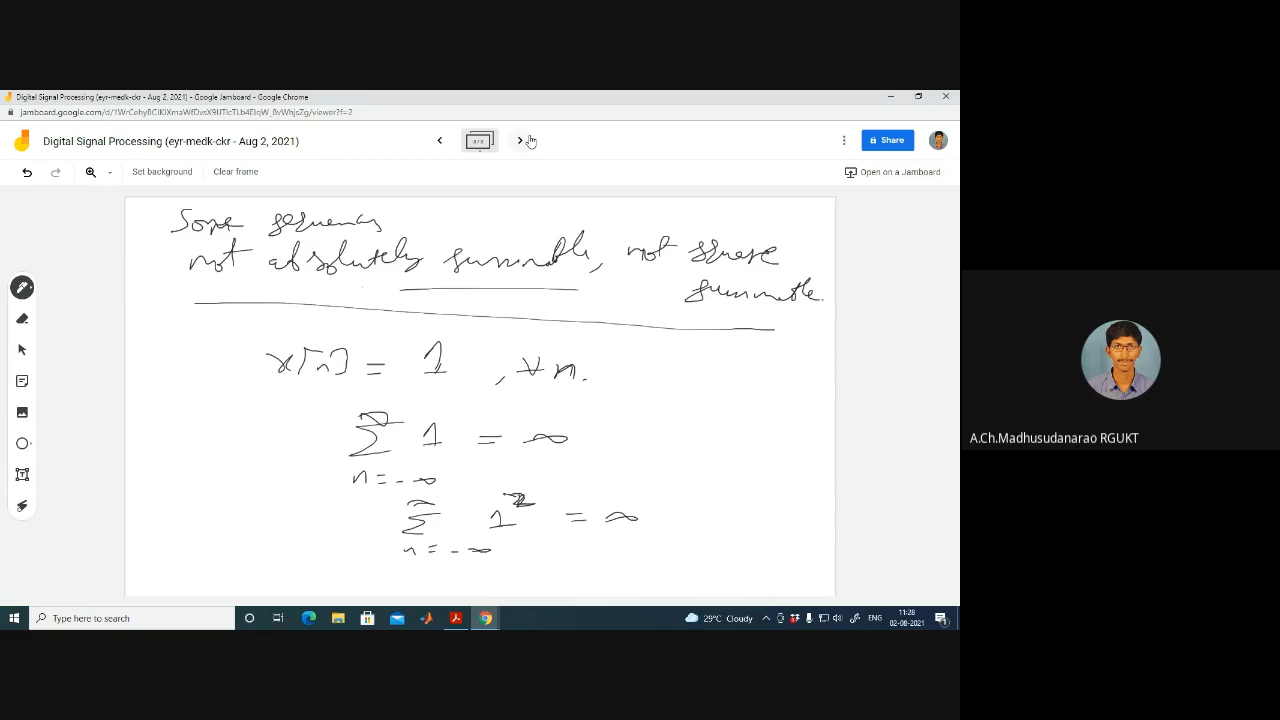 Digital Signal Processing (eyr-medk-ckr - Aug 2, 2021) - Google Jamboard - Google Chrome
Digital Signal Processing (eyr-medk-ckr - Aug 2, 2021)
Share
Set background
Clear frame
Open on a Jamboard
Some sequences
not absolutely summable, not square
summable.
x[n] = 1 , ∀ n.
∞
∑ 1 = ∞
n = - ∞
∞
∑ 1² = ∞
n = - ∞
A.Ch.Madhusudanarao RGUKT
Type here to search
29°C Cloudy
ENG
11:28
02-08-2021